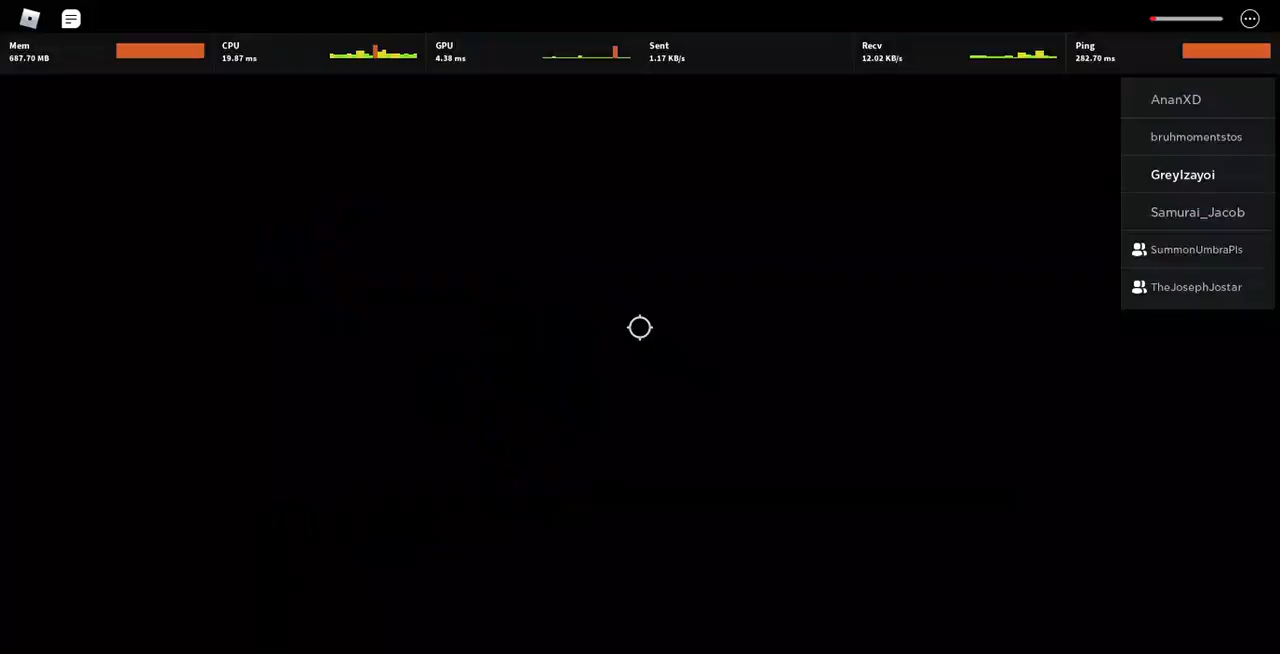 Mem
687.70 MB
CPU
19.87 ms
GPU
4.38 ms
Sent
1.17 KB/s
Recv
12.02 KB/s
Ping
282.70 ms
AnanXD
bruhmomentstos
GreyIzayoi
Samurai_Jacob
SummonUmbraPls
TheJosephJostar